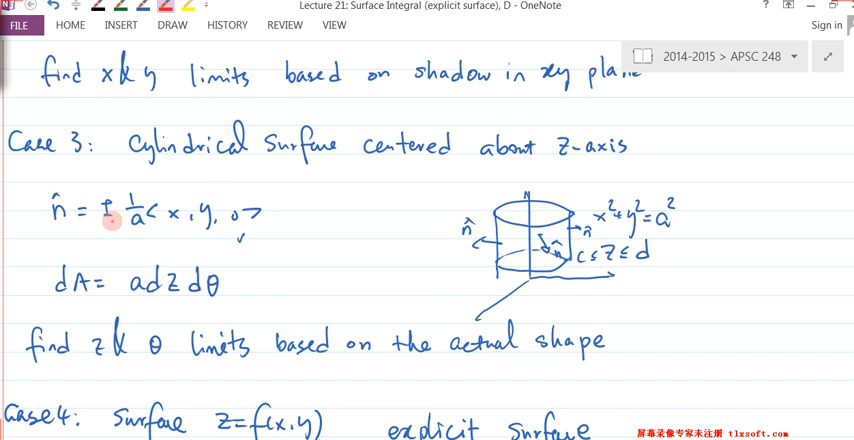 Lecture 21: Surface Integral (explicit surface), D - OneNote
FILE HOME INSERT DRAW HISTORY REVIEW VIEW Sign in
2014-2015 > APSC 248
find x & y limits based on shadow in xy plane
Case 3: Cylindrical Surface centered about z-axis
n̂ = ± 1/a < x, y, 0 >
x² + y² = a²
n̂ n̂ n̂
c ≤ z ≤ d
dA = a dz dθ
find z & θ limits based on the actual shape
Case 4: Surface z = f(x,y) explicit surface
屏幕录像专家未注册 tlxsoft.com